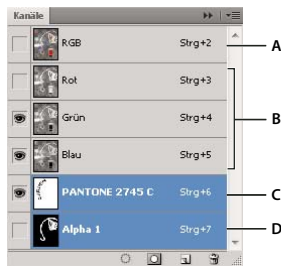 Kanäle
RGB Strg+2 A
Rot Strg+3
B
Grün Strg+4
Blau Strg+5
PANTONE 2745 C Strg+6 C
Alpha 1 Strg+7 D